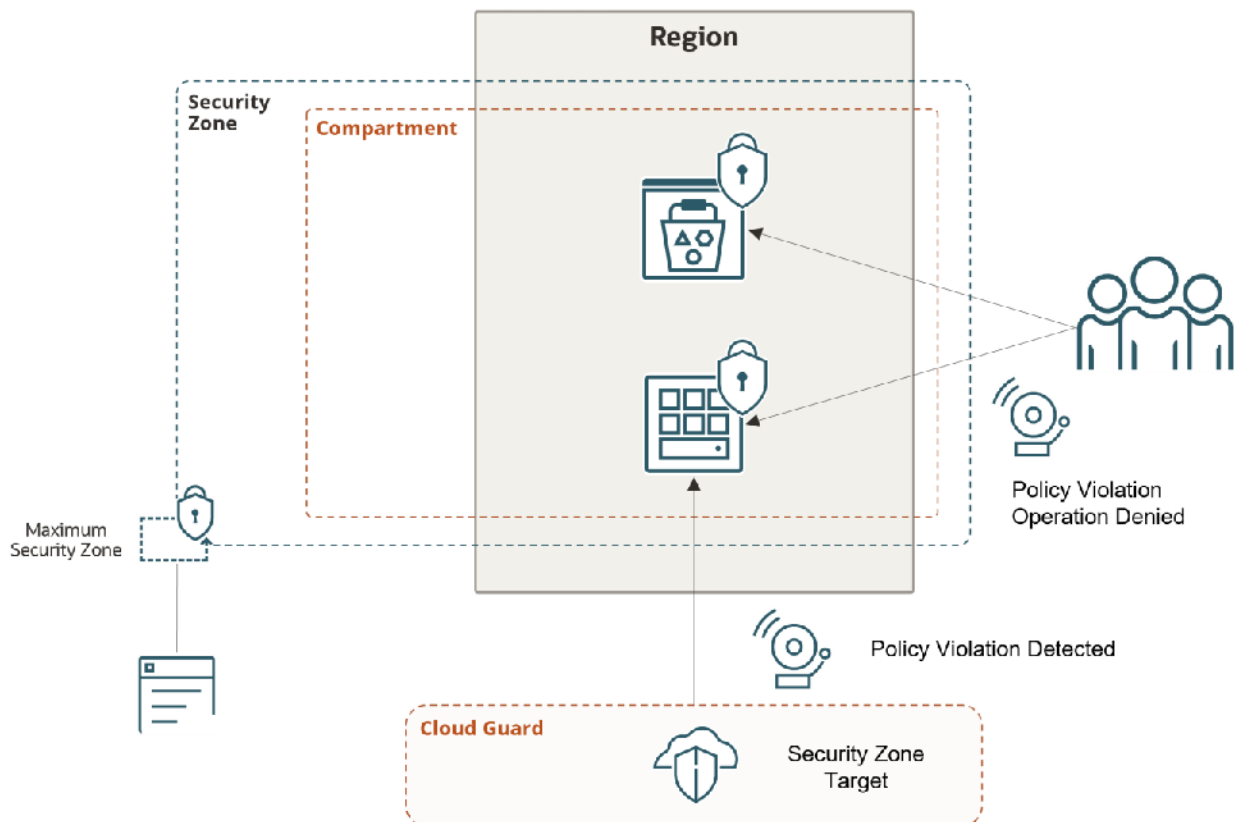 Region
Security
Zone
Compartment
Policy Violation
Operation Denied
Maximum
Security Zone
Policy Violation Detected
Cloud Guard
Security Zone
Target